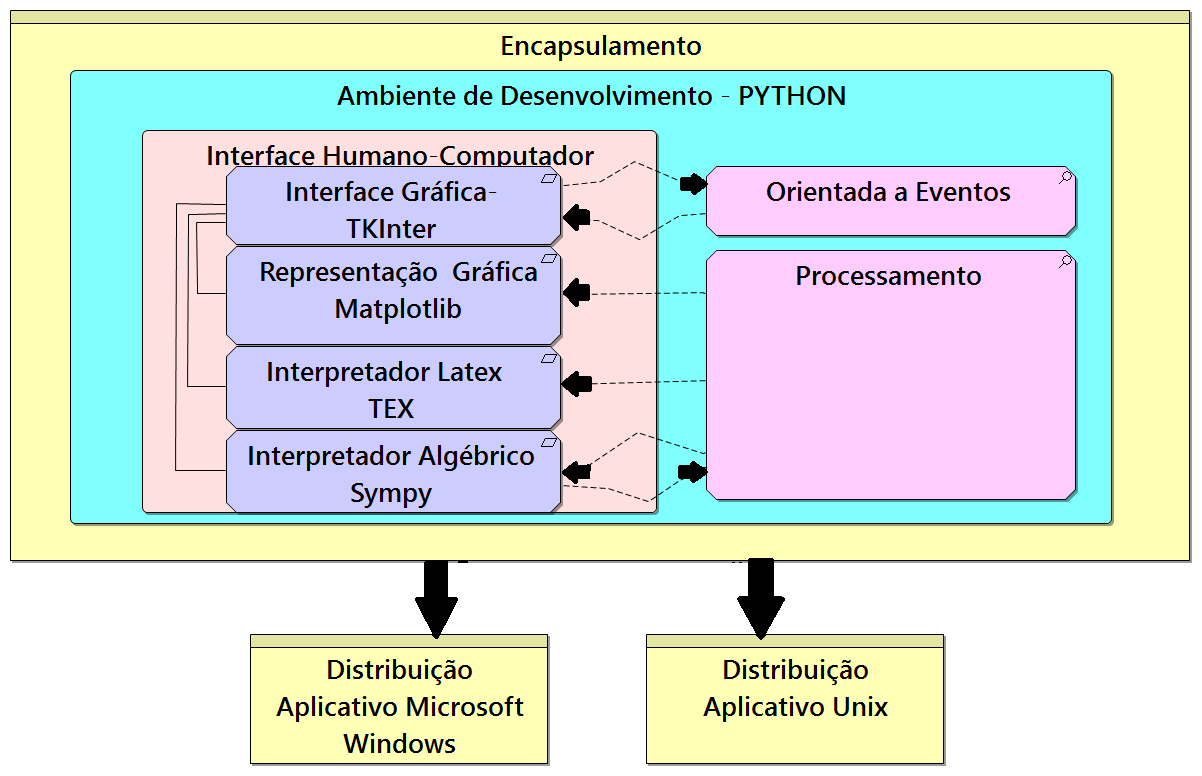 Encapsulamento
Ambiente de Desenvolvimento - PYTHON
Interface Humano-Computador
Interface Gráfica-
TKInter
Orientada a Eventos
Representação Gráfica
Matplotlib
Processamento
Interpretador Latex
TEX
Interpretador Algébrico
Sympy
Distribuição
Aplicativo Microsoft
Windows
Distribuição
Aplicativo Unix